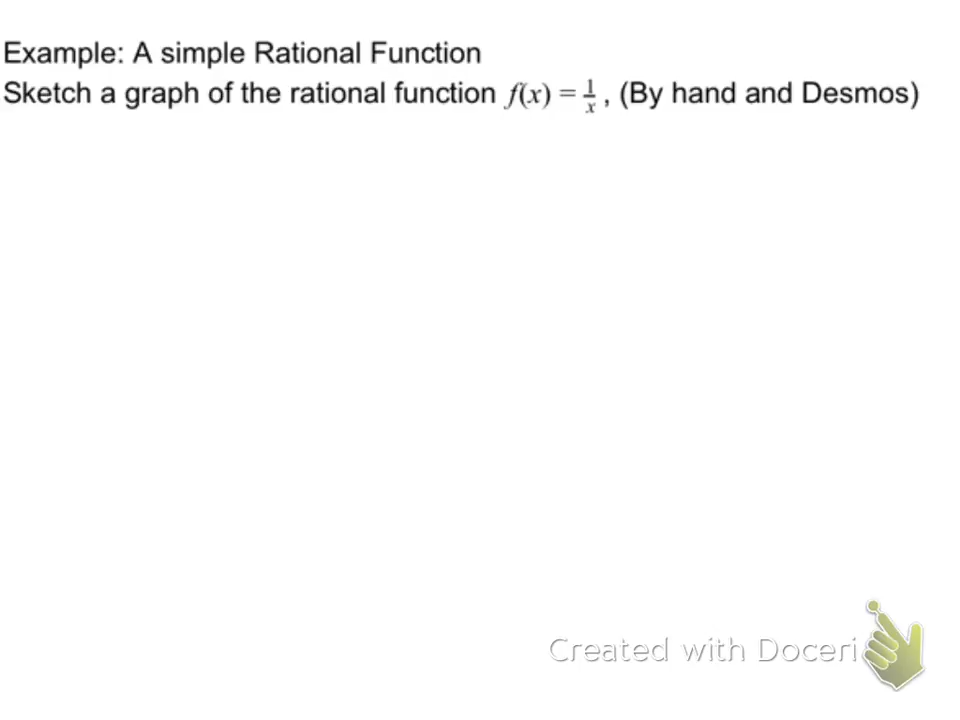 Example: A simple Rational Function
Sketch a graph of the rational function f(x) = 1/x , (By hand and Desmos)
Created with Doceri